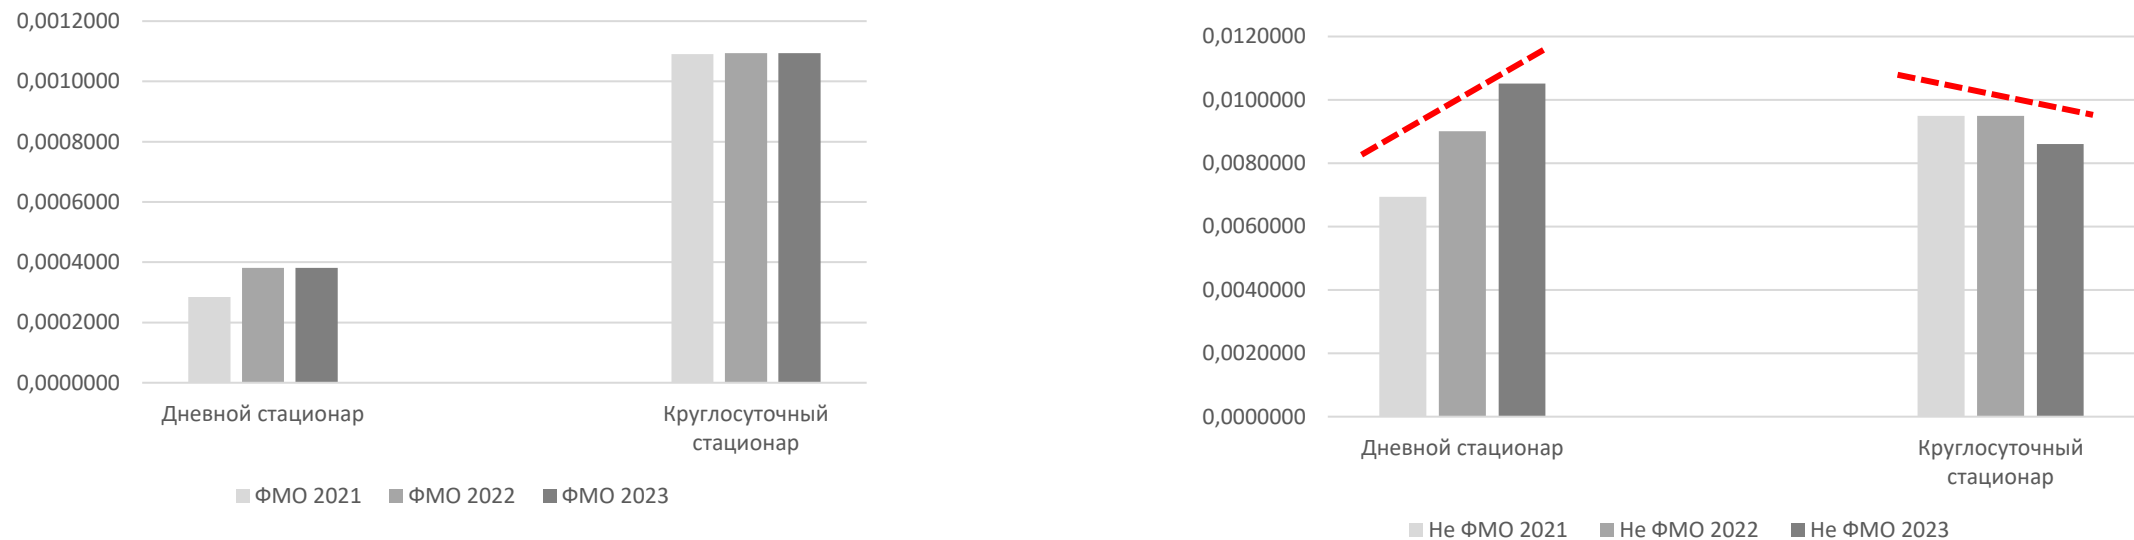 0,0012000
0,0010000
0,0008000
0,0006000
0,0004000
0,0002000
0,0000000
Дневной стационар
Круглосуточный
стационар
ФМО 2021 ФМО 2022 ФМО 2023
0,0120000
0,0100000
0,0080000
0,0060000
0,0040000
0,0020000
0,0000000
Дневной стационар
Круглосуточный
стационар
Не ФМО 2021 Не ФМО 2022 Не ФМО 2023